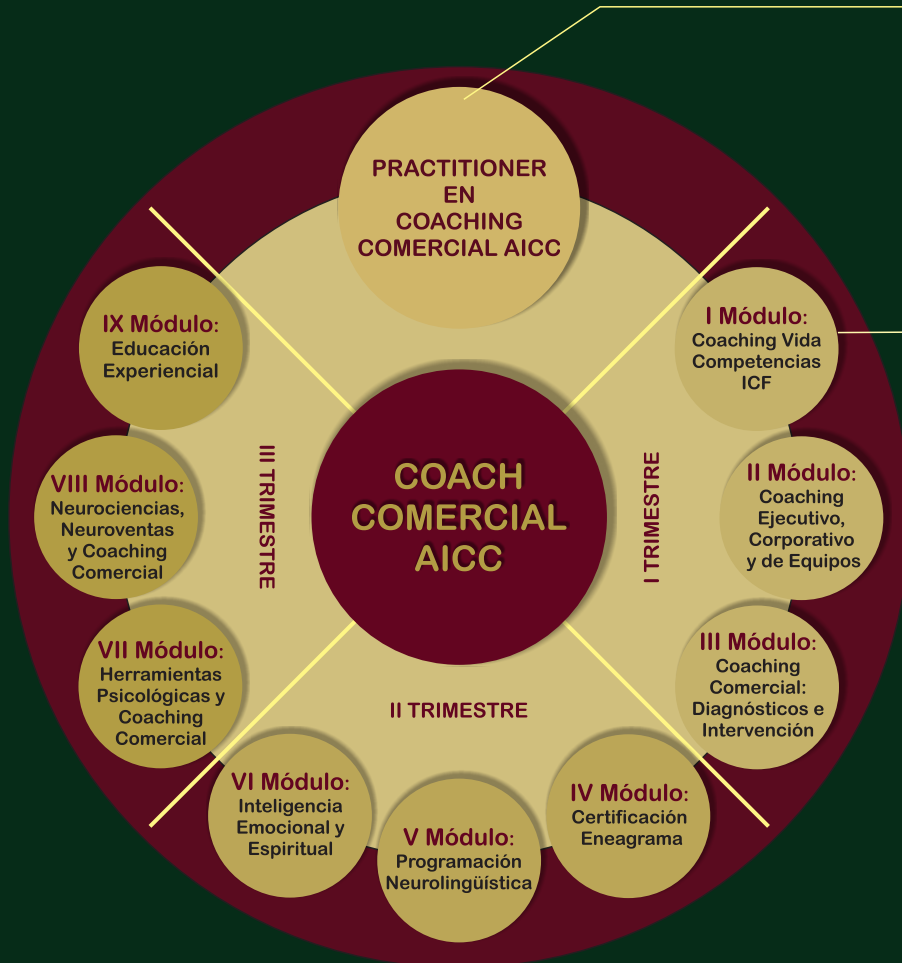 PRACTITIONER
EN
COACHING
COMERCIAL AICC
I Módulo:
Coaching Vida
Competencias
ICF
II Módulo:
Coaching
Ejecutivo,
Corporativo
y de Equipos
III Módulo:
Coaching
Comercial:
Diagnósticos e
Intervención
I TRIMESTRE
IV Módulo:
Certificación
Eneagrama
V Módulo:
Programación
Neurolingüística
VI Módulo:
Inteligencia
Emocional y
Espiritual
II TRIMESTRE
VII Módulo:
Herramientas
Psicológicas y
Coaching
Comercial
VIII Módulo:
Neurociencias,
Neuroventas
y Coaching
Comercial
IX Módulo:
Educación
Experiencial
III TRIMESTRE
COACH
COMERCIAL
AICC